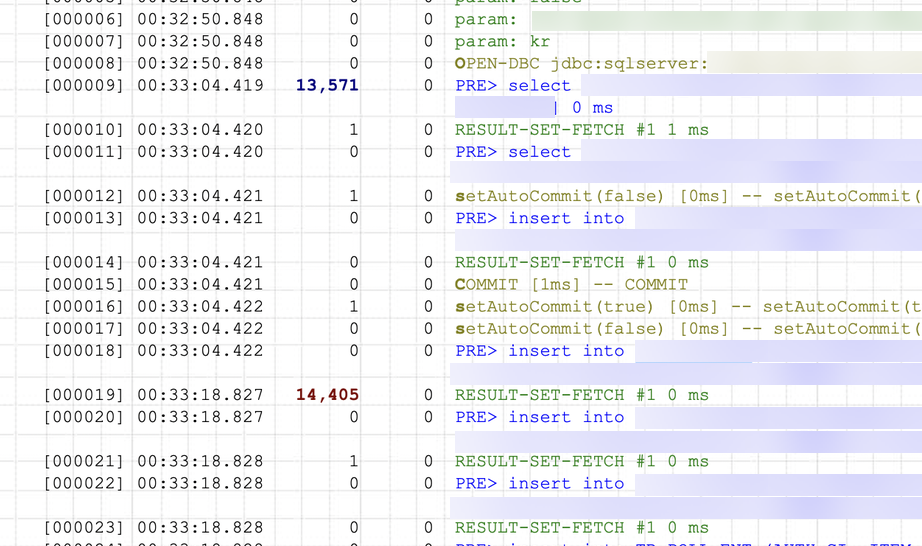 param: false
[000006] 00:32:50.848 0 0 param:
[000007] 00:32:50.848 0 0 param: kr
[000008] 00:32:50.848 0 0 OPEN-DBC jdbc:sqlserver:
[000009] 00:33:04.419 13,571 0 PRE> select
| 0 ms
[000010] 00:33:04.420 1 0 RESULT-SET-FETCH #1 1 ms
[000011] 00:33:04.420 0 0 PRE> select
[000012] 00:33:04.421 1 0 setAutoCommit(false) [0ms] -- setAutoCommit(
[000013] 00:33:04.421 0 0 PRE> insert into
[000014] 00:33:04.421 0 0 RESULT-SET-FETCH #1 0 ms
[000015] 00:33:04.421 0 0 COMMIT [1ms] -- COMMIT
[000016] 00:33:04.422 1 0 setAutoCommit(true) [0ms] -- setAutoCommit(t
[000017] 00:33:04.422 0 0 setAutoCommit(false) [0ms] -- setAutoCommit(
[000018] 00:33:04.422 0 0 PRE> insert into
[000019] 00:33:18.827 14,405 0 RESULT-SET-FETCH #1 0 ms
[000020] 00:33:18.827 0 0 PRE> insert into
[000021] 00:33:18.828 1 0 RESULT-SET-FETCH #1 0 ms
[000022] 00:33:18.828 0 0 PRE> insert into
[000023] 00:33:18.828 0 0 RESULT-SET-FETCH #1 0 ms